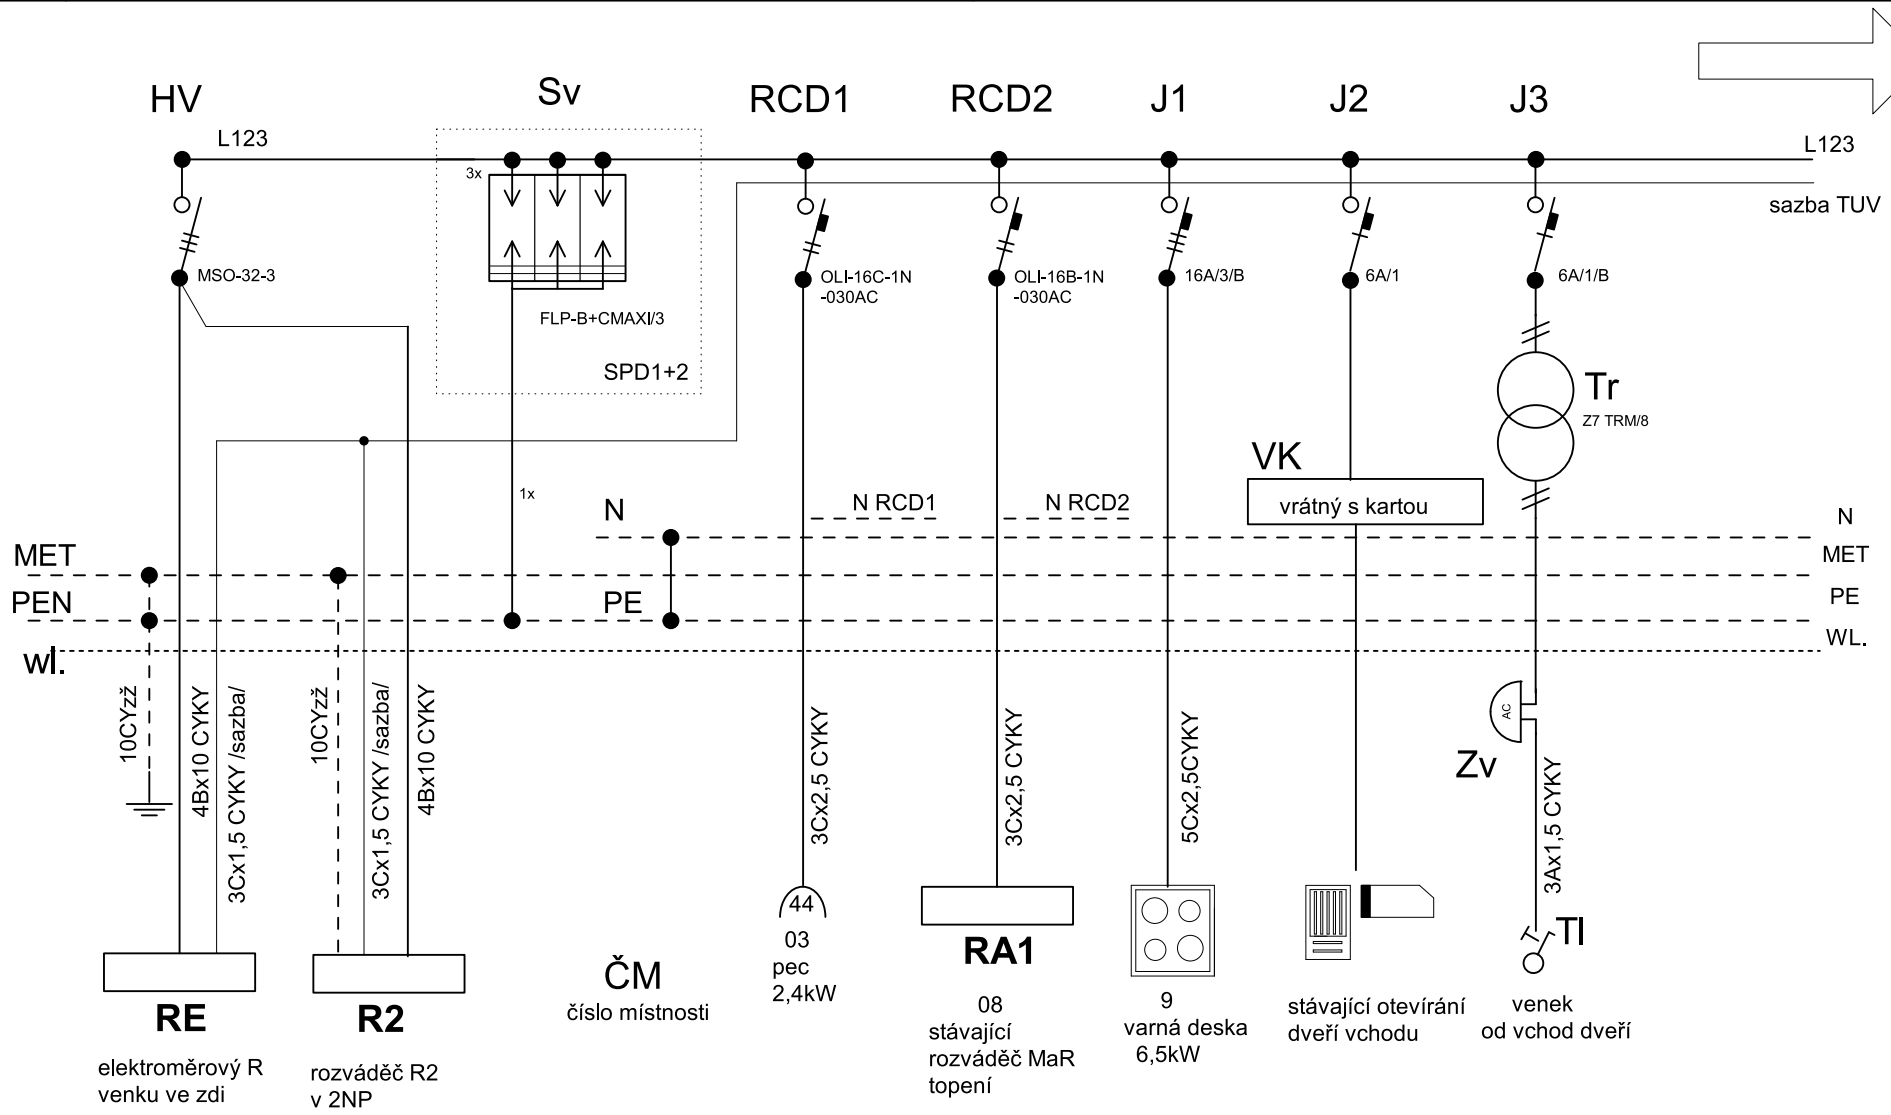 HV
Sv
RCD1
RCD2
J1
J2
J3
L123
L123
3x
sazba TUV
MSO-32-3
OLI-16C-1N
-030AC
OLI-16B-1N
-030AC
16A/3/B
6A/1
6A/1/B
FLP-B+CMAXI/3
SPD1+2
Tr
Z7 TRM/8
VK
vrátný s kartou
1x
N
N RCD1
N RCD2
N
MET
MET
PEN
PE
PE
wl.
WL.
10CYzž
4Bx10 CYKY
3Cx1,5 CYKY /sazba/
10CYzž
3Cx1,5 CYKY /sazba/
4Bx10 CYKY
3Cx2,5 CYKY
3Cx2,5 CYKY
5Cx2,5CYKY
AC
Zv
3Ax1,5 CYKY
Tl
44
03
pec
2,4kW
RA1
08
stávající
rozváděč MaR
topení
9
varná deska
6,5kW
stávající otevírání
dveří vchodu
venek
od vchod dveří
ČM
číslo místnosti
RE
elektroměrový R
venku ve zdi
R2
rozváděč R2
v 2NP